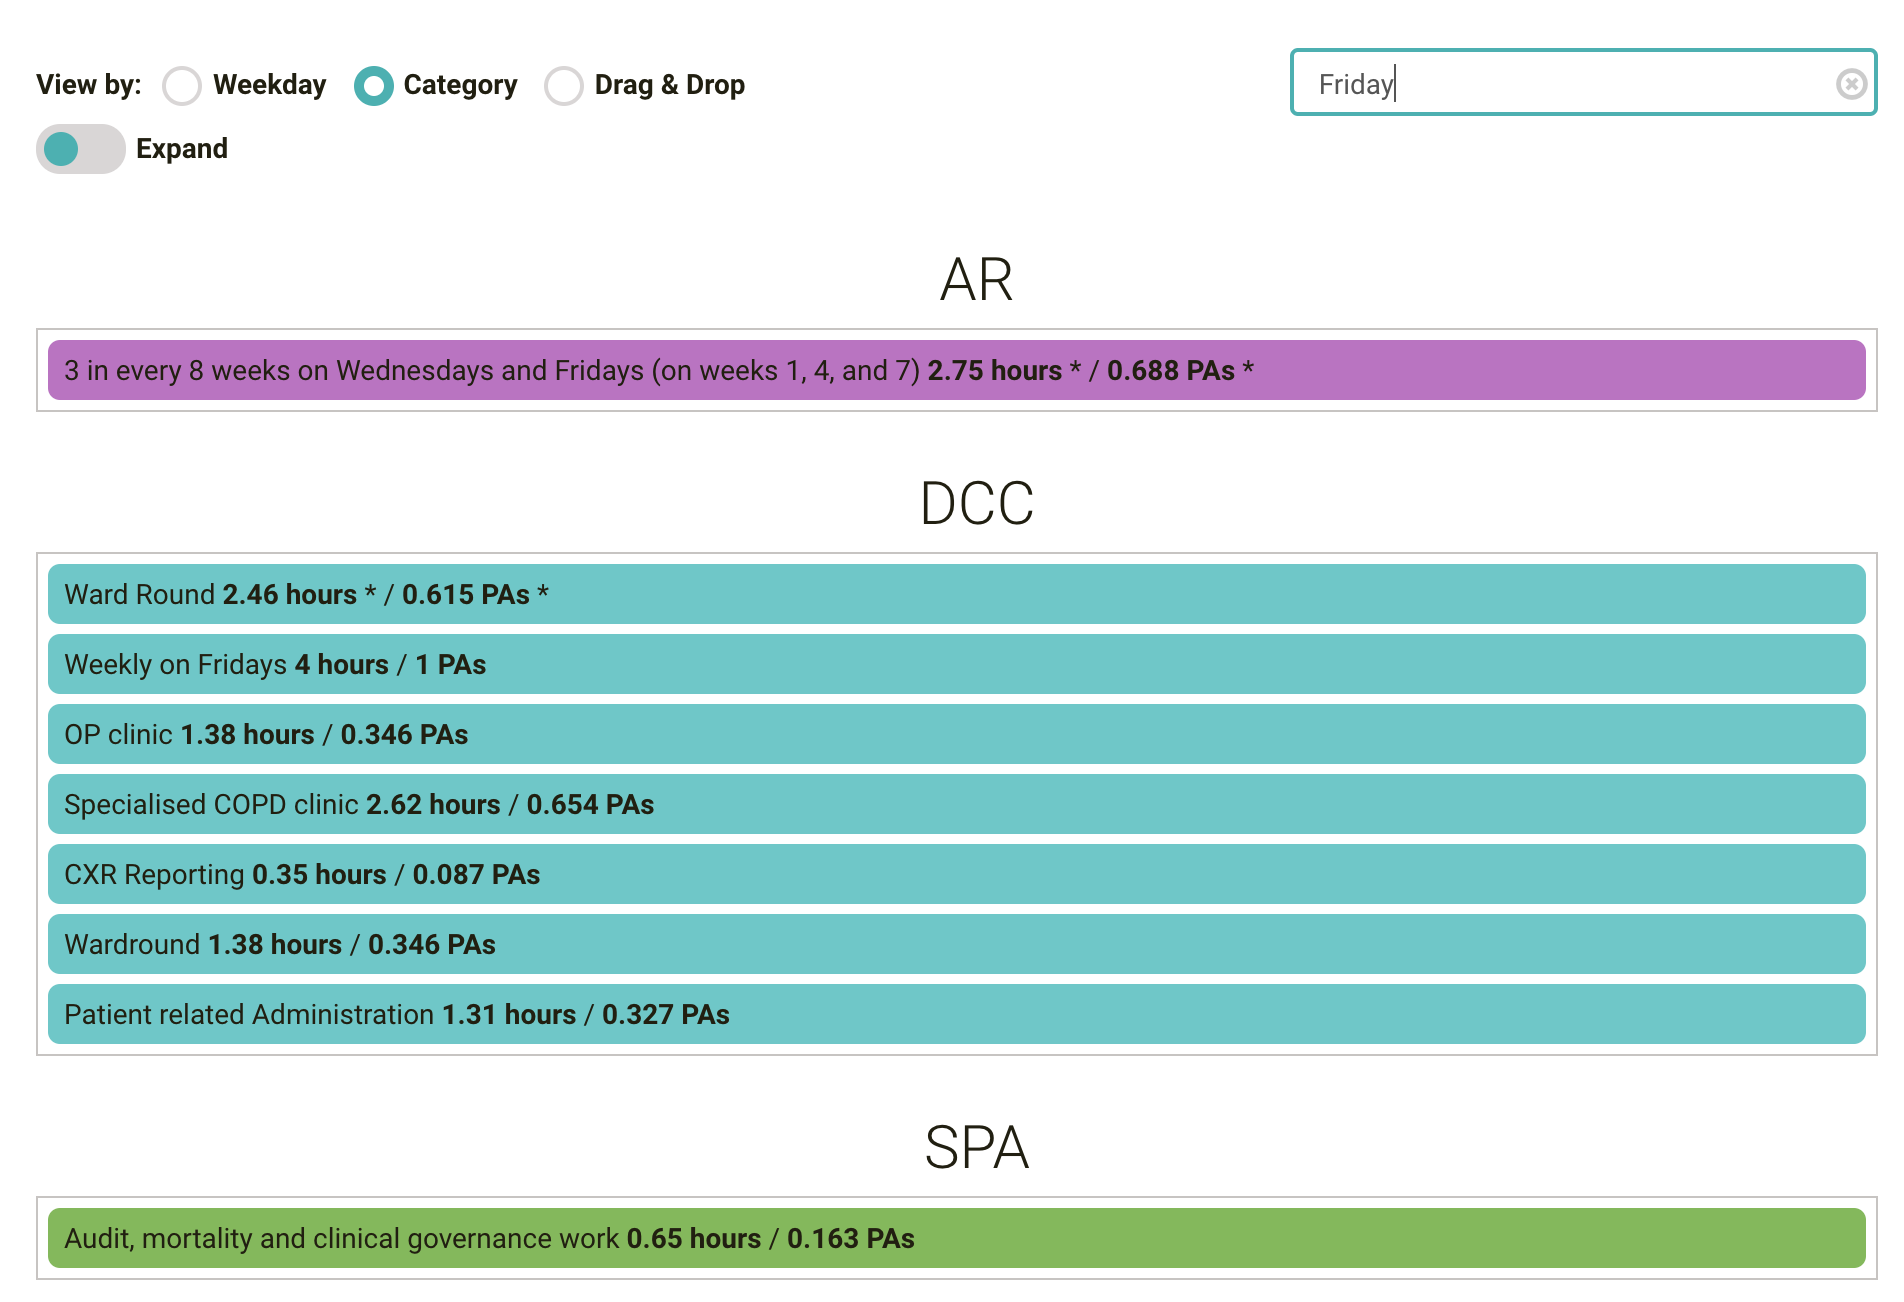 View by: Weekday Category Drag & Drop
Friday
Expand
AR
3 in every 8 weeks on Wednesdays and Fridays (on weeks 1, 4, and 7) 2.75 hours * / 0.688 PAs *
DCC
Ward Round 2.46 hours * / 0.615 PAs *
Weekly on Fridays 4 hours / 1 PAs
OP clinic 1.38 hours / 0.346 PAs
Specialised COPD clinic 2.62 hours / 0.654 PAs
CXR Reporting 0.35 hours / 0.087 PAs
Wardround 1.38 hours / 0.346 PAs
Patient related Administration 1.31 hours / 0.327 PAs
SPA
Audit, mortality and clinical governance work 0.65 hours / 0.163 PAs